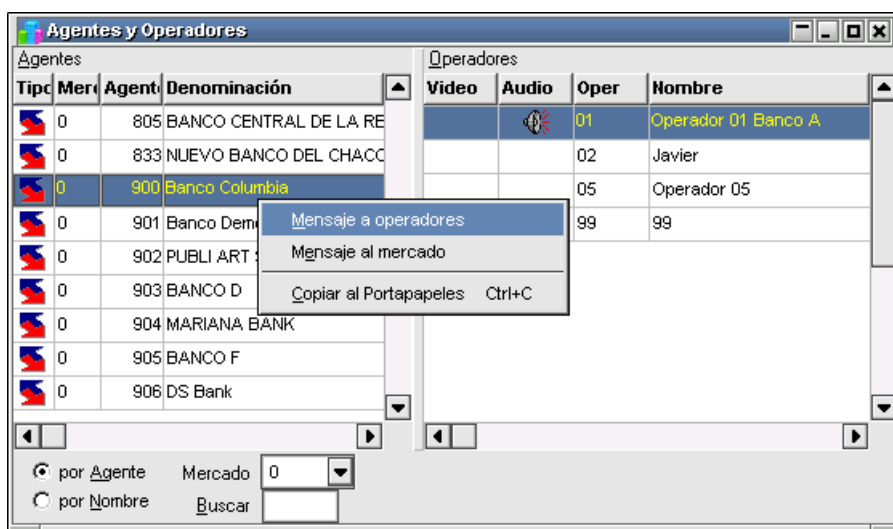 Agentes y Operadores
Agentes
Tipo Merc Agente Denominación
0 805 BANCO CENTRAL DE LA RE
0 833 NUEVO BANCO DEL CHACO
0 900 Banco Columbia
0 901 Banco Dem
0 902 PUBLI ART
0 903 BANCO D
0 904 MARIANA BANK
0 905 BANCO F
0 906 DS Bank
Mensaje a operadores
Mensaje al mercado
Copiar al Portapapeles Ctrl+C
Operadores
Video Audio Oper Nombre
01 Operador 01 Banco A
02 Javier
05 Operador 05
99 99
por Agente Mercado 0
por Nombre Buscar